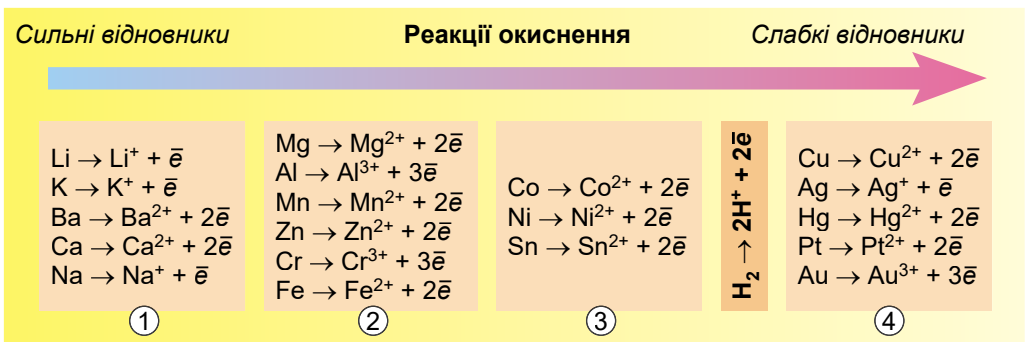 Сильні відновники Реакції окиснення Слабкі відновники
Li → Li⁺ + ē
K → K⁺ + ē
Ba → Ba²⁺ + 2ē
Ca → Ca²⁺ + 2ē
Na → Na⁺ + ē
1
Mg → Mg²⁺ + 2ē
Al → Al³⁺ + 3ē
Mn → Mn²⁺ + 2ē
Zn → Zn²⁺ + 2ē
Cr → Cr³⁺ + 3ē
Fe → Fe²⁺ + 2ē
2
Co → Co²⁺ + 2ē
Ni → Ni²⁺ + 2ē
Sn → Sn²⁺ + 2ē
3
H₂ → 2H⁺ + 2ē
Cu → Cu²⁺ + 2ē
Ag → Ag⁺ + ē
Hg → Hg²⁺ + 2ē
Pt → Pt²⁺ + 2ē
Au → Au³⁺ + 3ē
4